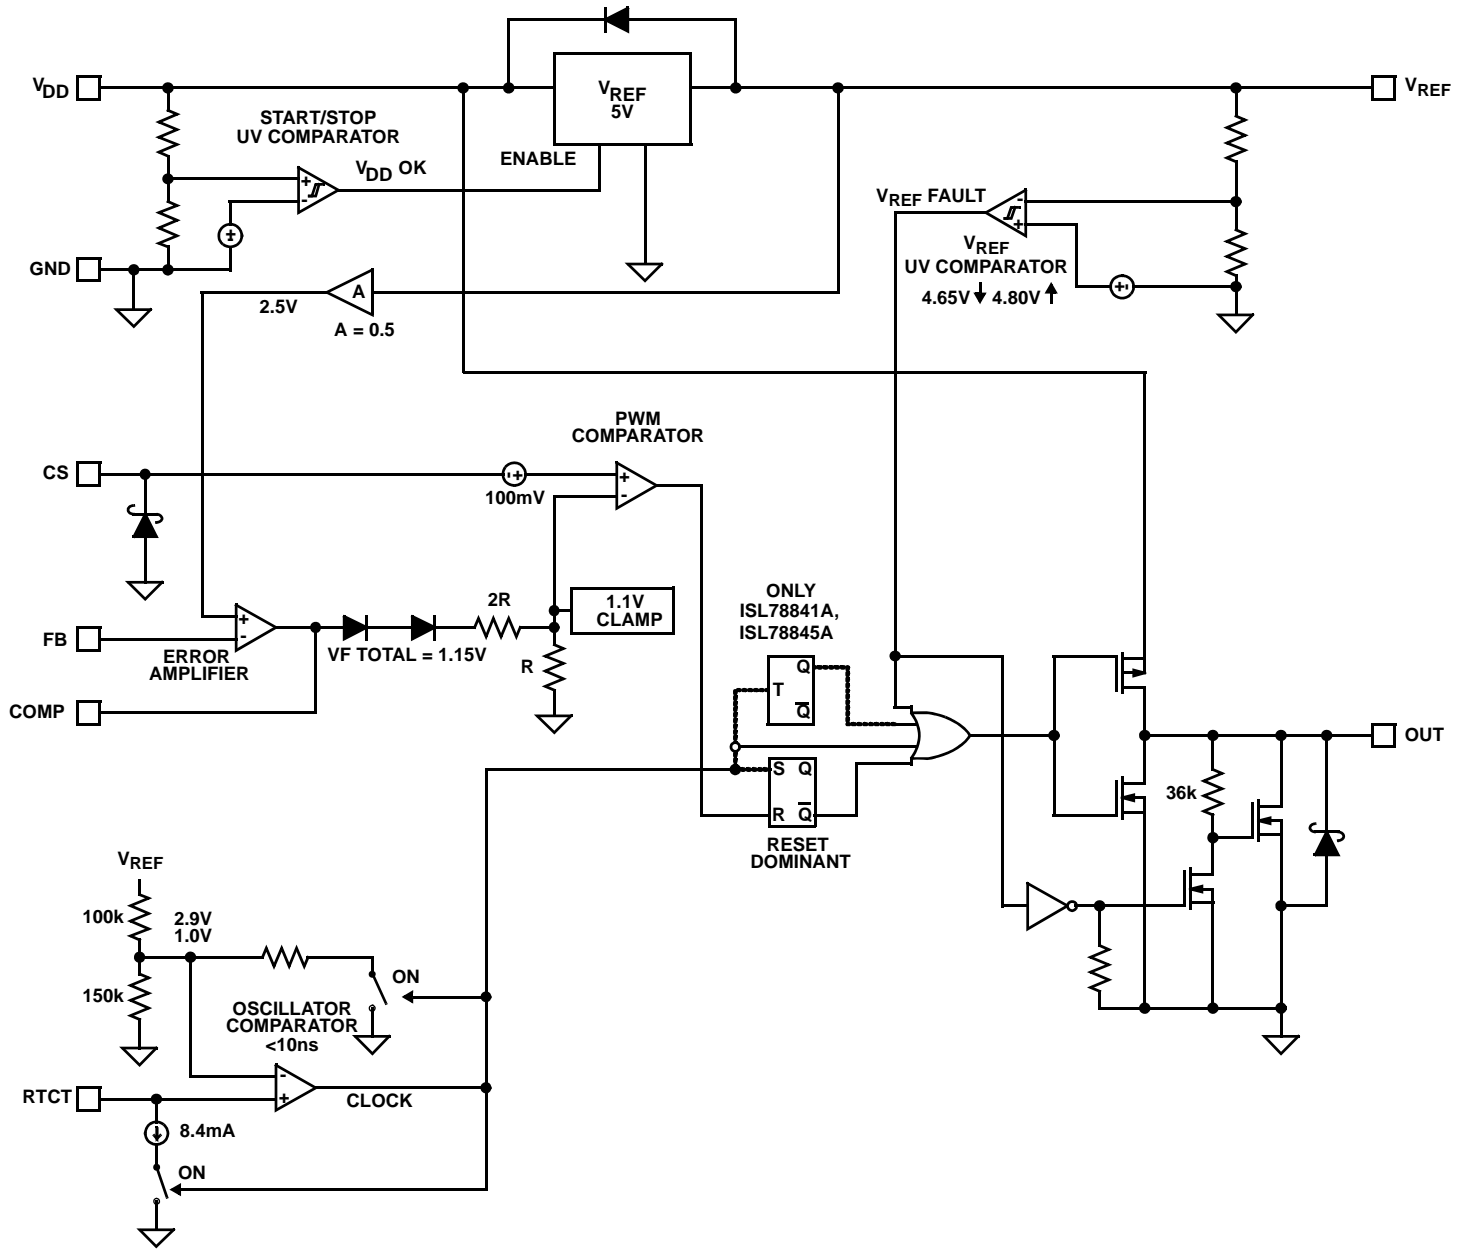 VDD
START/STOP
UV COMPARATOR
VDD OK
ENABLE
VREF
5V
VREF
GND
VREF FAULT
+
-
+
-
+
-
+
VREF
UV COMPARATOR
4.65V 4.80V
+-
2.5V
A
A = 0.5
PWM
COMPARATOR
CS
-+
100mV
+
-
ONLY
ISL78841A,
ISL78845A
2R
1.1V
CLAMP
+
-
FB
ERROR
AMPLIFIER
VF TOTAL = 1.15V
R
COMP
Q
T
Q
S Q
R Q
RESET
DOMINANT
OUT
36k
VREF
100k
2.9V
1.0V
150k
ON
OSCILLATOR
COMPARATOR
<10ns
-
+
RTCT
CLOCK
8.4mA
ON